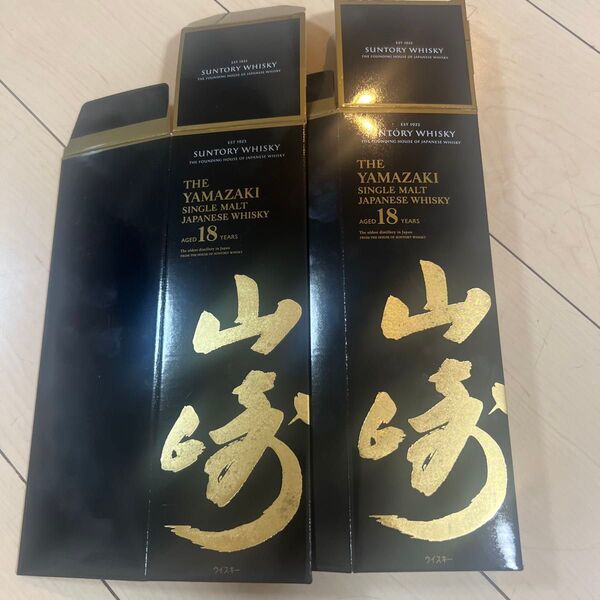 EST 1923
SUNTORY WHISKY
THE FOUNDING HOUSE OF JAPANESE WHISKY
EST 1923
SUNTORY WHISKY
THE FOUNDING HOUSE OF JAPANESE WHISKY
THE
YAMAZAKI
SINGLE MALT
JAPANESE WHISKY
AGED 18 YEARS
The oldest distillery in Japan
FROM THE HOUSE OF SUNTORY WHISKY
山崎
ウイスキー
EST 1923
SUNTORY WHISKY
THE FOUNDING HOUSE OF JAPANESE WHISKY
EST 1923
SUNTORY WHISKY
THE FOUNDING HOUSE OF JAPANESE WHISKY
THE
YAMAZAKI
SINGLE MALT
JAPANESE WHISKY
AGED 18 YEARS
The oldest distillery in Japan
FROM THE HOUSE OF SUNTORY WHISKY
山崎
ウイスキー